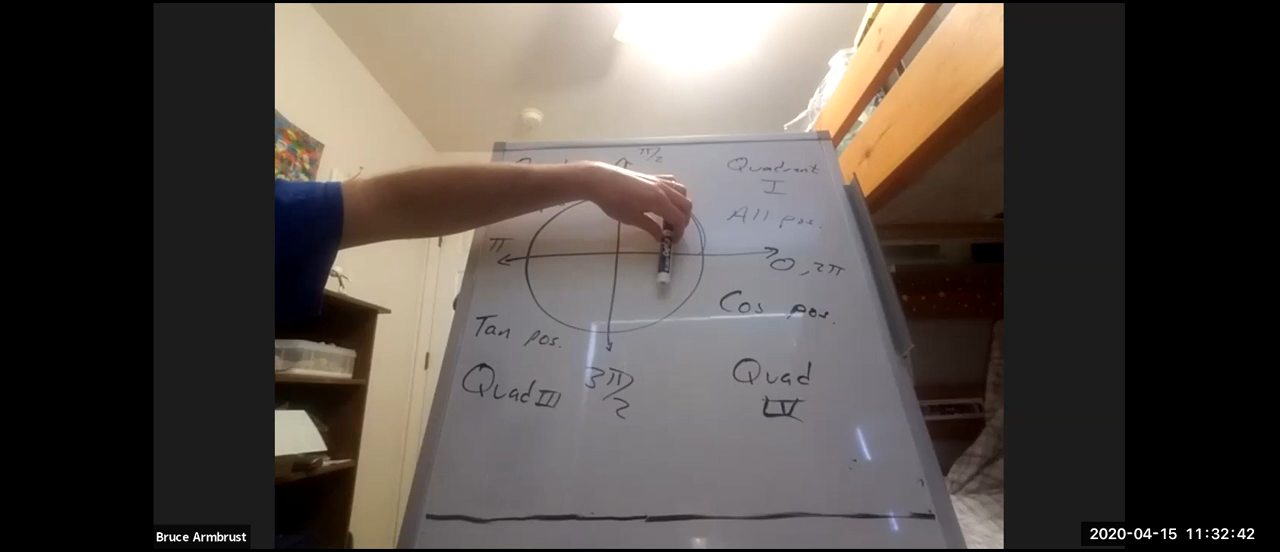 π/2
Quadrant
I
All pos.
π
0, 2π
Cos pos.
Tan pos.
Quad III
3π/2
Quad
IV
Bruce Armbrust
2020-04-15 11:32:42